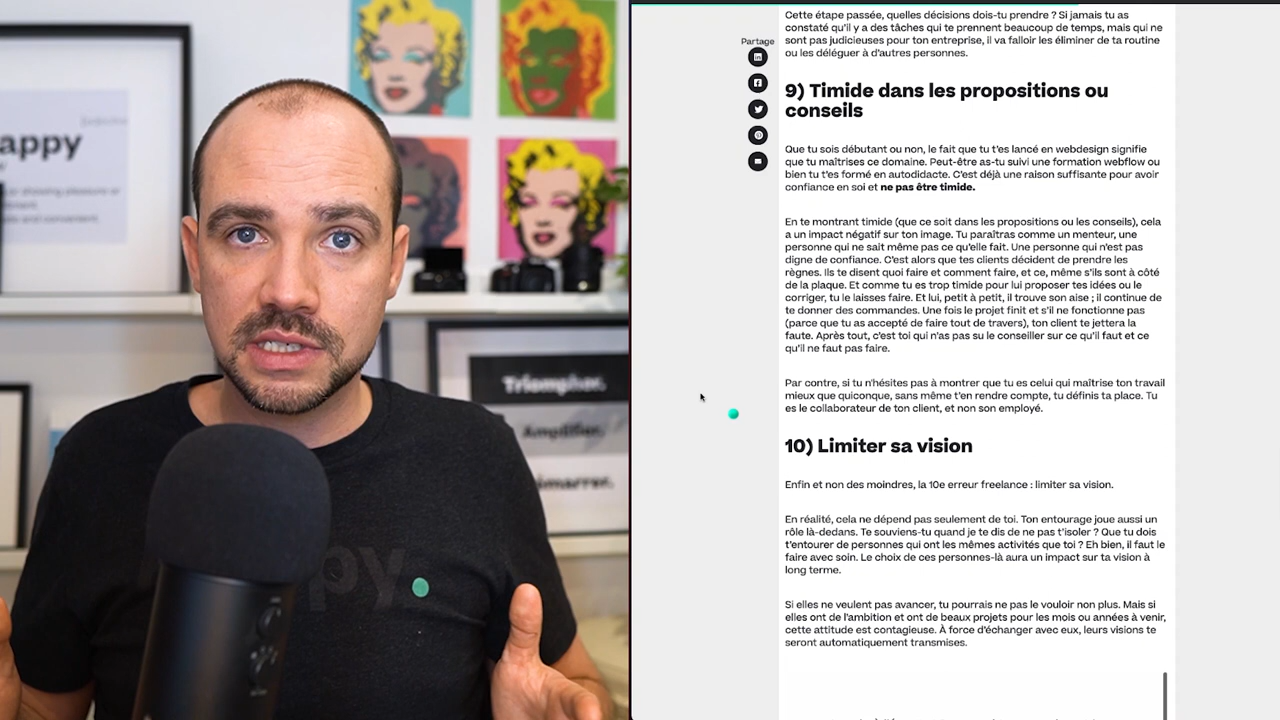 appy
Triompher.
Amplifier.
py.
Partage
Cette étape passée, quelles décisions dois-tu prendre ? Si jamais tu as
constaté qu'il y a des tâches qui te prennent beaucoup de temps, mais qui ne
sont pas judicieuses pour ton entreprise, il va falloir les éliminer de ta routine
ou les déléguer à d'autres personnes.
9) Timide dans les propositions ou
conseils
Que tu sois débutant ou non, le fait que tu t'es lancé en webdesign signifie
que tu maîtrises ce domaine. Peut-être as-tu suivi une formation webflow ou
bien tu t'es formé en autodidacte. C'est déjà une raison suffisante pour avoir
confiance en soi et ne pas être timide.
En te montrant timide (que ce soit dans les propositions ou les conseils), cela
a un impact négatif sur ton image. Tu paraîtras comme un menteur, une
personne qui ne sait même pas ce qu'elle fait. Une personne qui n'est pas
digne de confiance. C'est alors que tes clients décident de prendre les
règnes. Ils te disent quoi faire et comment faire, et ce, même s'ils sont à côté
de la plaque. Et comme tu es trop timide pour lui proposer tes idées ou le
corriger, tu le laisses faire. Et lui, petit à petit, il trouve son aise ; il continue de
te donner des commandes. Une fois le projet finit et s'il ne fonctionne pas
(parce que tu as accepté de faire tout de travers), ton client te jettera la
faute. Après tout, c'est toi qui n'as pas su le conseiller sur ce qu'il faut et ce
qu'il ne faut pas faire.
Par contre, si tu n'hésites pas à montrer que tu es celui qui maîtrise ton travail
mieux que quiconque, sans même t'en rendre compte, tu définis ta place. Tu
es le collaborateur de ton client, et non son employé.
10) Limiter sa vision
Enfin et non des moindres, la 10e erreur freelance : limiter sa vision.
En réalité, cela ne dépend pas seulement de toi. Ton entourage joue aussi un
rôle là-dedans. Te souviens-tu quand je te dis de ne pas t'isoler ? Que tu dois
t'entourer de personnes qui ont les mêmes activités que toi ? Eh bien, il faut le
faire avec soin. Le choix de ces personnes-là aura un impact sur ta vision à
long terme.
Si elles ne veulent pas avancer, tu pourrais ne pas le vouloir non plus. Mais si
elles ont de l'ambition et ont de beaux projets pour les mois ou années à venir,
cette attitude est contagieuse. À force d'échanger avec eux, leurs visions te
seront automatiquement transmises.